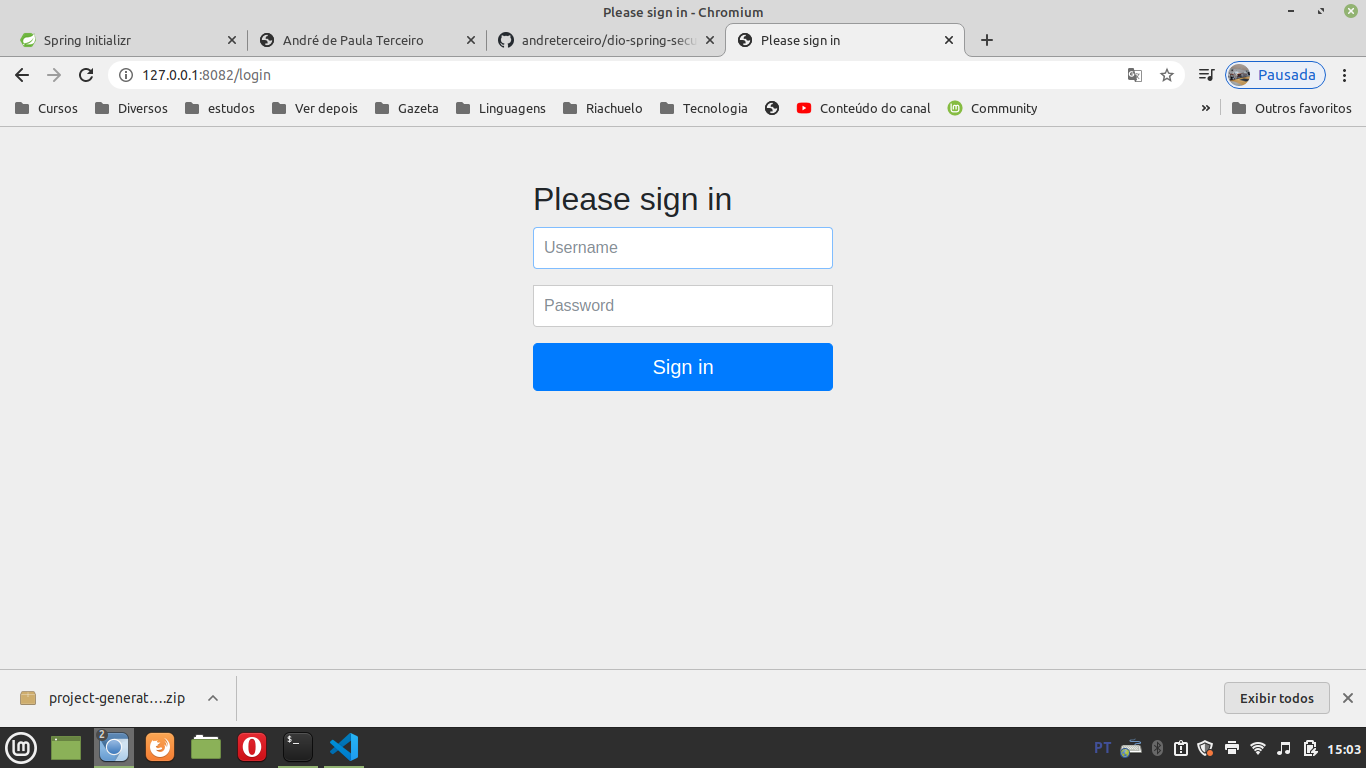 Please sign in - Chromium
Spring Initializr
André de Paula Terceiro
andreterceiro/dio-spring-secu
Please sign in
127.0.0.1:8082/login
Pausada
Cursos
Diversos
estudos
Ver depois
Gazeta
Linguagens
Riachuelo
Tecnologia
Conteúdo do canal
Community
»
Outros favoritos
Please sign in
Username
Password
Sign in
project-generat….zip
Exibir todos
2
$_
PT
15:03